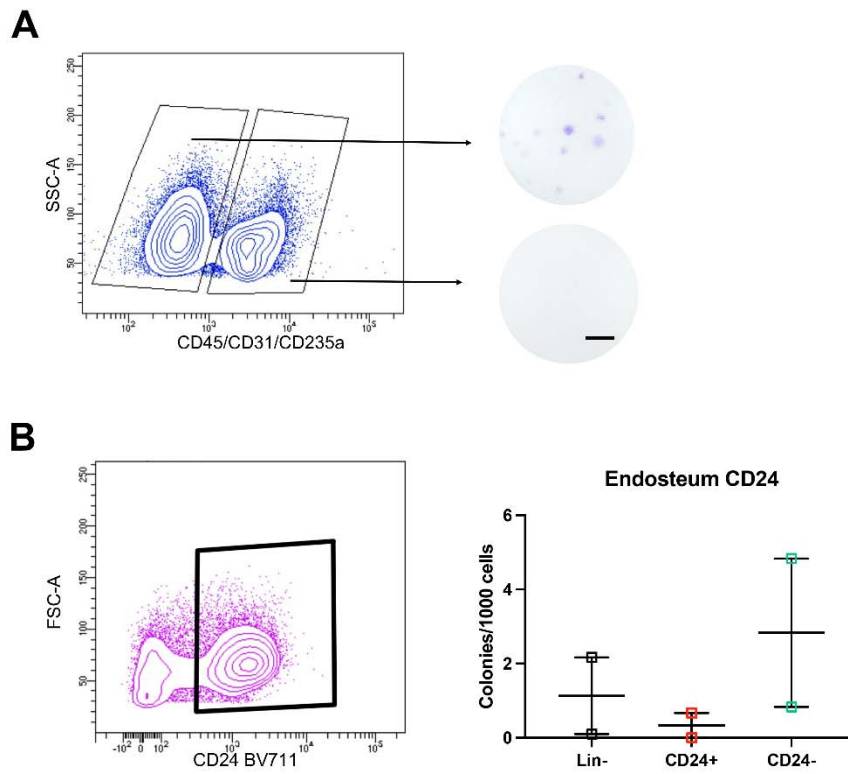 A
250
200
150
100
50
SSC-A
10²
10³
10⁴
10⁵
CD45/CD31/CD235a
B
250
200
150
100
50
FSC-A
-10² 0 10²
10³
10⁴
10⁵
CD24 BV711
Endosteum CD24
6
4
2
0
Colonies/1000 cells
Lin-
CD24+
CD24-